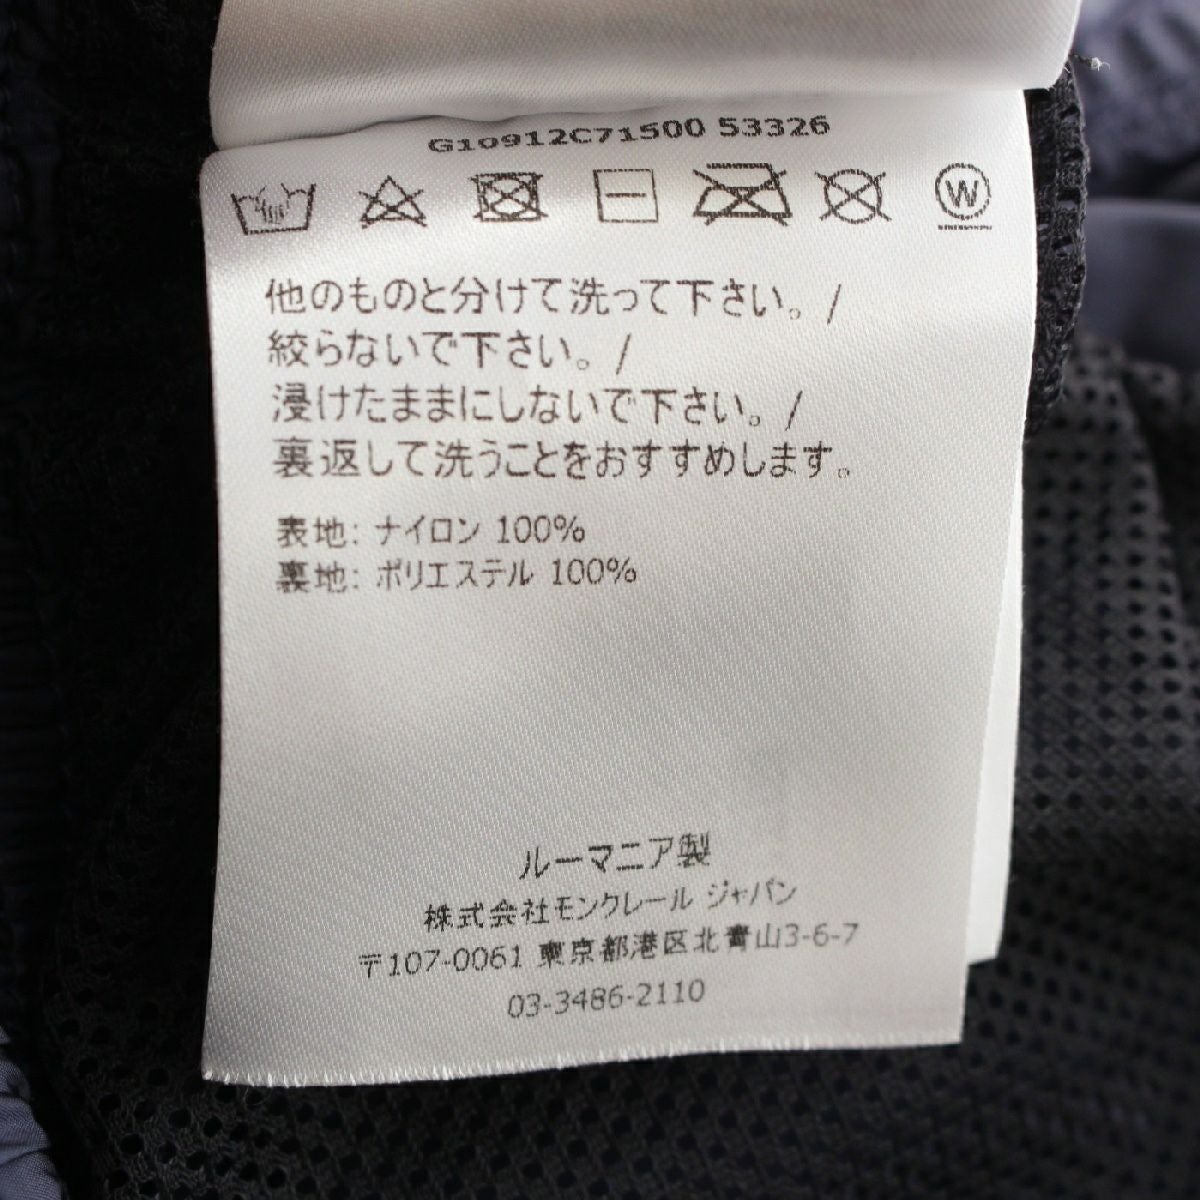 G10912C71500 53326
W
他のものと分けて洗って下さい。/
絞らないで下さい。/
浸けたままにしないで下さい。/
裏返して洗うことをおすすめします。
表地: ナイロン 100%
裏地: ポリエステル 100%
ルーマニア製
株式会社モンクレール ジャパン
〒107-0061 東京都港区北青山3-6-7
03-3486-2110